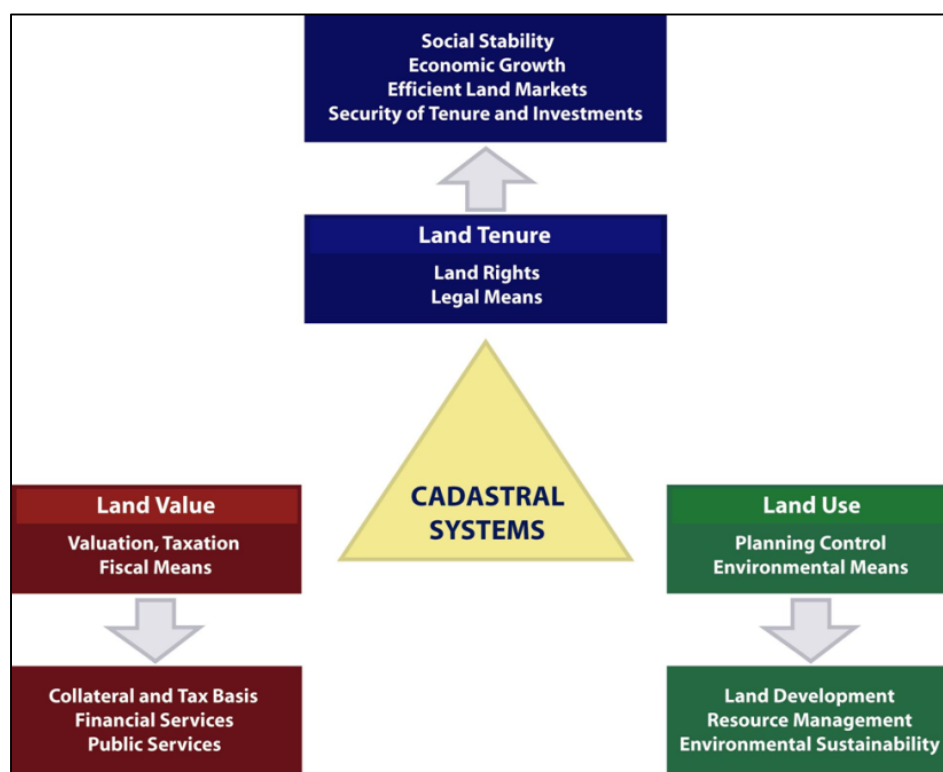 Social Stability
Economic Growth
Efficient Land Markets
Security of Tenure and Investments
Land Tenure
Land Rights
Legal Means
CADASTRAL
SYSTEMS
Land Value
Valuation, Taxation
Fiscal Means
Collateral and Tax Basis
Financial Services
Public Services
Land Use
Planning Control
Environmental Means
Land Development
Resource Management
Environmental Sustainability